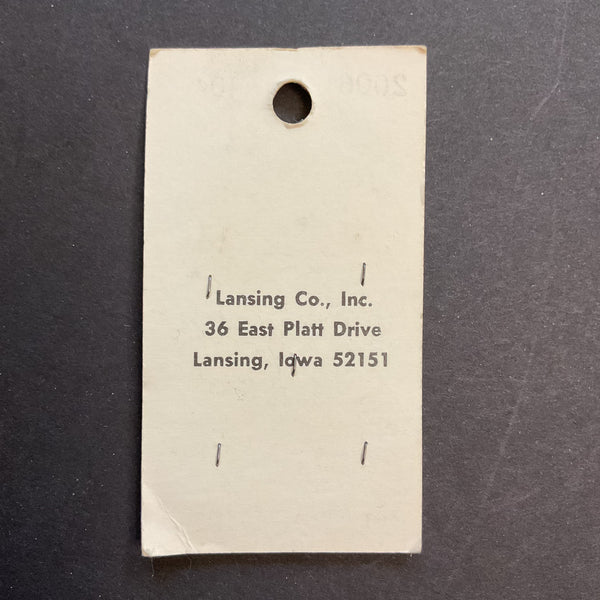 Lansing Co., Inc.
36 East Platt Drive
Lansing, Iowa 52151